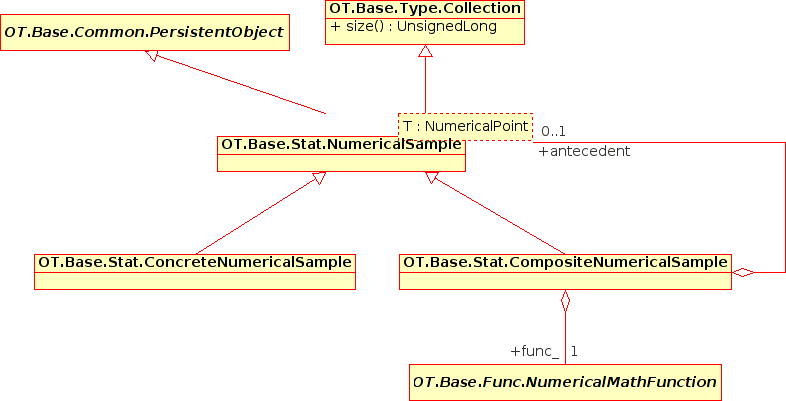 OT.Base.Type.Collection
+ size() : UnsignedLong
OT.Base.Common.PersistentObject
T : NumericalPoint
0..1
OT.Base.Stat.NumericalSample
+antecedent
OT.Base.Stat.ConcreteNumericalSample
OT.Base.Stat.CompositeNumericalSample
+func_ 1
OT.Base.Func.NumericalMathFunction